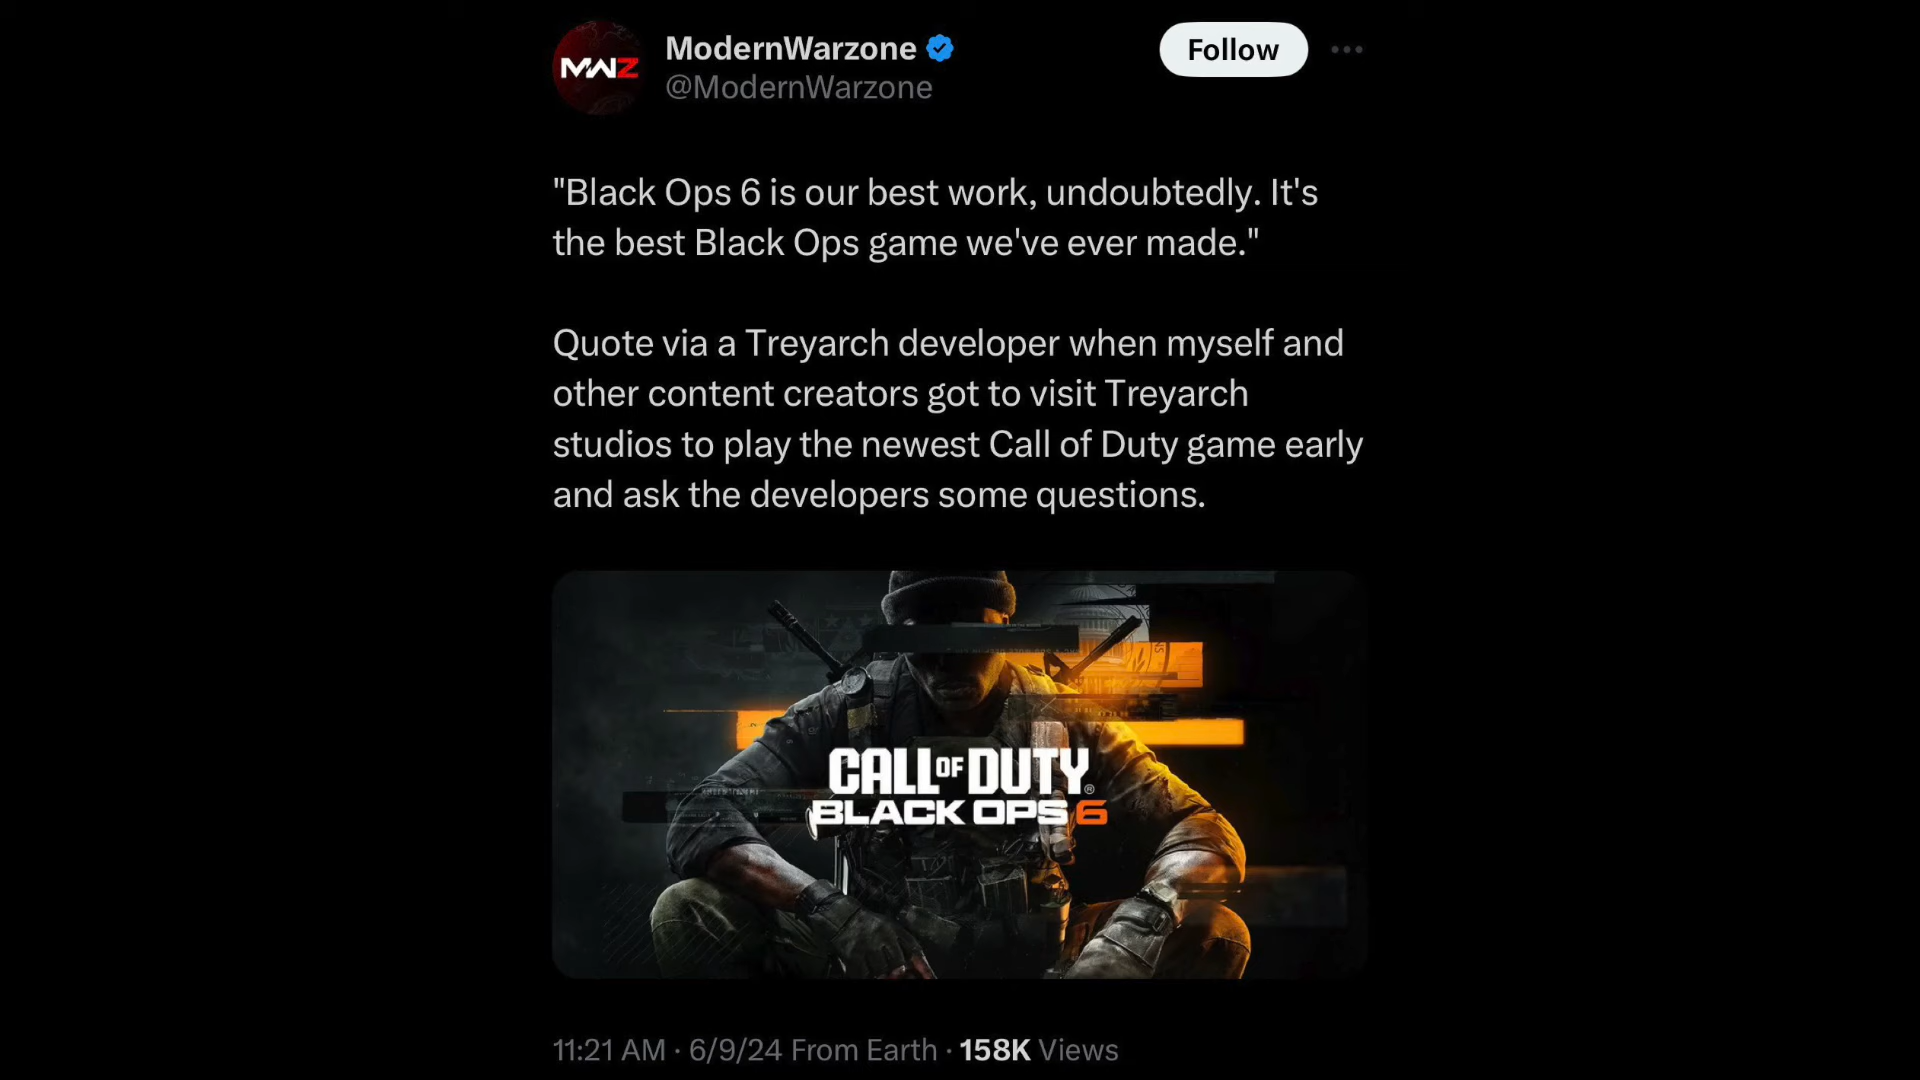 MWZ
ModernWarzone
Follow
@ModernWarzone
"Black Ops 6 is our best work, undoubtedly. It's
the best Black Ops game we've ever made."
Quote via a Treyarch developer when myself and
other content creators got to visit Treyarch
studios to play the newest Call of Duty game early
and ask the developers some questions.
CALL OF DUTY®
BLACK OPS 6
11:21 AM · 6/9/24 From Earth · 158K Views